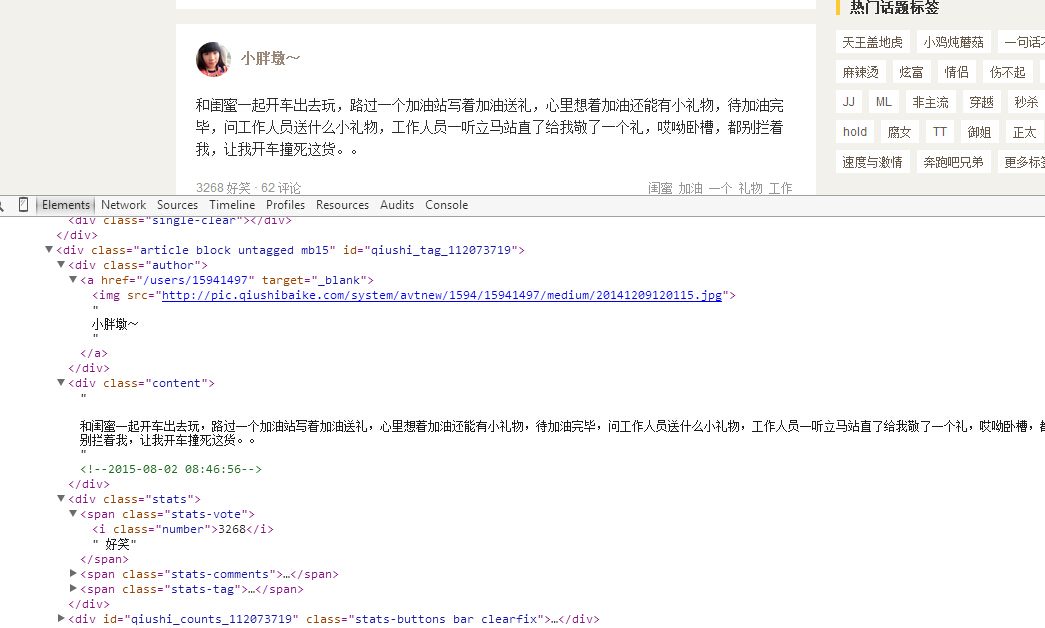 热门话题标签
小胖墩～
天王盖地虎 小鸡炖蘑菇 一句话
麻辣烫 炫富 情侣 伤不起
和闺蜜一起开车出去玩，路过一个加油站写着加油送礼，心里想着加油还能有小礼物，待加油完
JJ ML 非主流 穿越 秒杀
毕，问工作人员送什么小礼物，工作人员一听立马站直了给我敬了一个礼，哎呦卧槽，都别拦着
hold 腐女 TT 御姐 正太
我，让我开车撞死这货。。
速度与激情 奔跑吧兄弟 更多标签
3268 好笑 · 62 评论 闺蜜 加油 一个 礼物 工作
Elements Network Sources Timeline Profiles Resources Audits Console
<div class="single-clear"></div>
</div>
<div class="article block untagged mb15" id="qiushi_tag_112073719">
<div class="author">
<a href="/users/15941497" target="_blank">
<img src="http://pic.qiushibaike.com/system/avtnew/1594/15941497/medium/20141209120115.jpg">
"
小胖墩～
"
</a>
</div>
<div class="content">
"
和闺蜜一起开车出去玩，路过一个加油站写着加油送礼，心里想着加油还能有小礼物，待加油完毕，问工作人员送什么小礼物，工作人员一听立马站直了给我敬了一个礼，哎呦卧槽，都
别拦着我，让我开车撞死这货。。
"
<!--2015-08-02 08:46:56-->
</div>
<div class="stats">
<span class="stats-vote">
<i class="number">3268</i>
" 好笑"
</span>
<span class="stats-comments">…</span>
<span class="stats-tag">…</span>
</div>
<div id="qiushi_counts_112073719" class="stats-buttons bar clearfix">…</div>